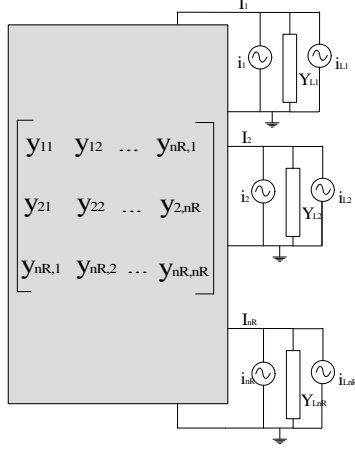 I1
i1 YL1 iL1
y11 y12 ... ynR,1
I2
y21 y22 ... y2,nR
i2 YL2 iL2
ynR,1 ynR,2 ... ynR,nR
InR
inR YLnR iLnR